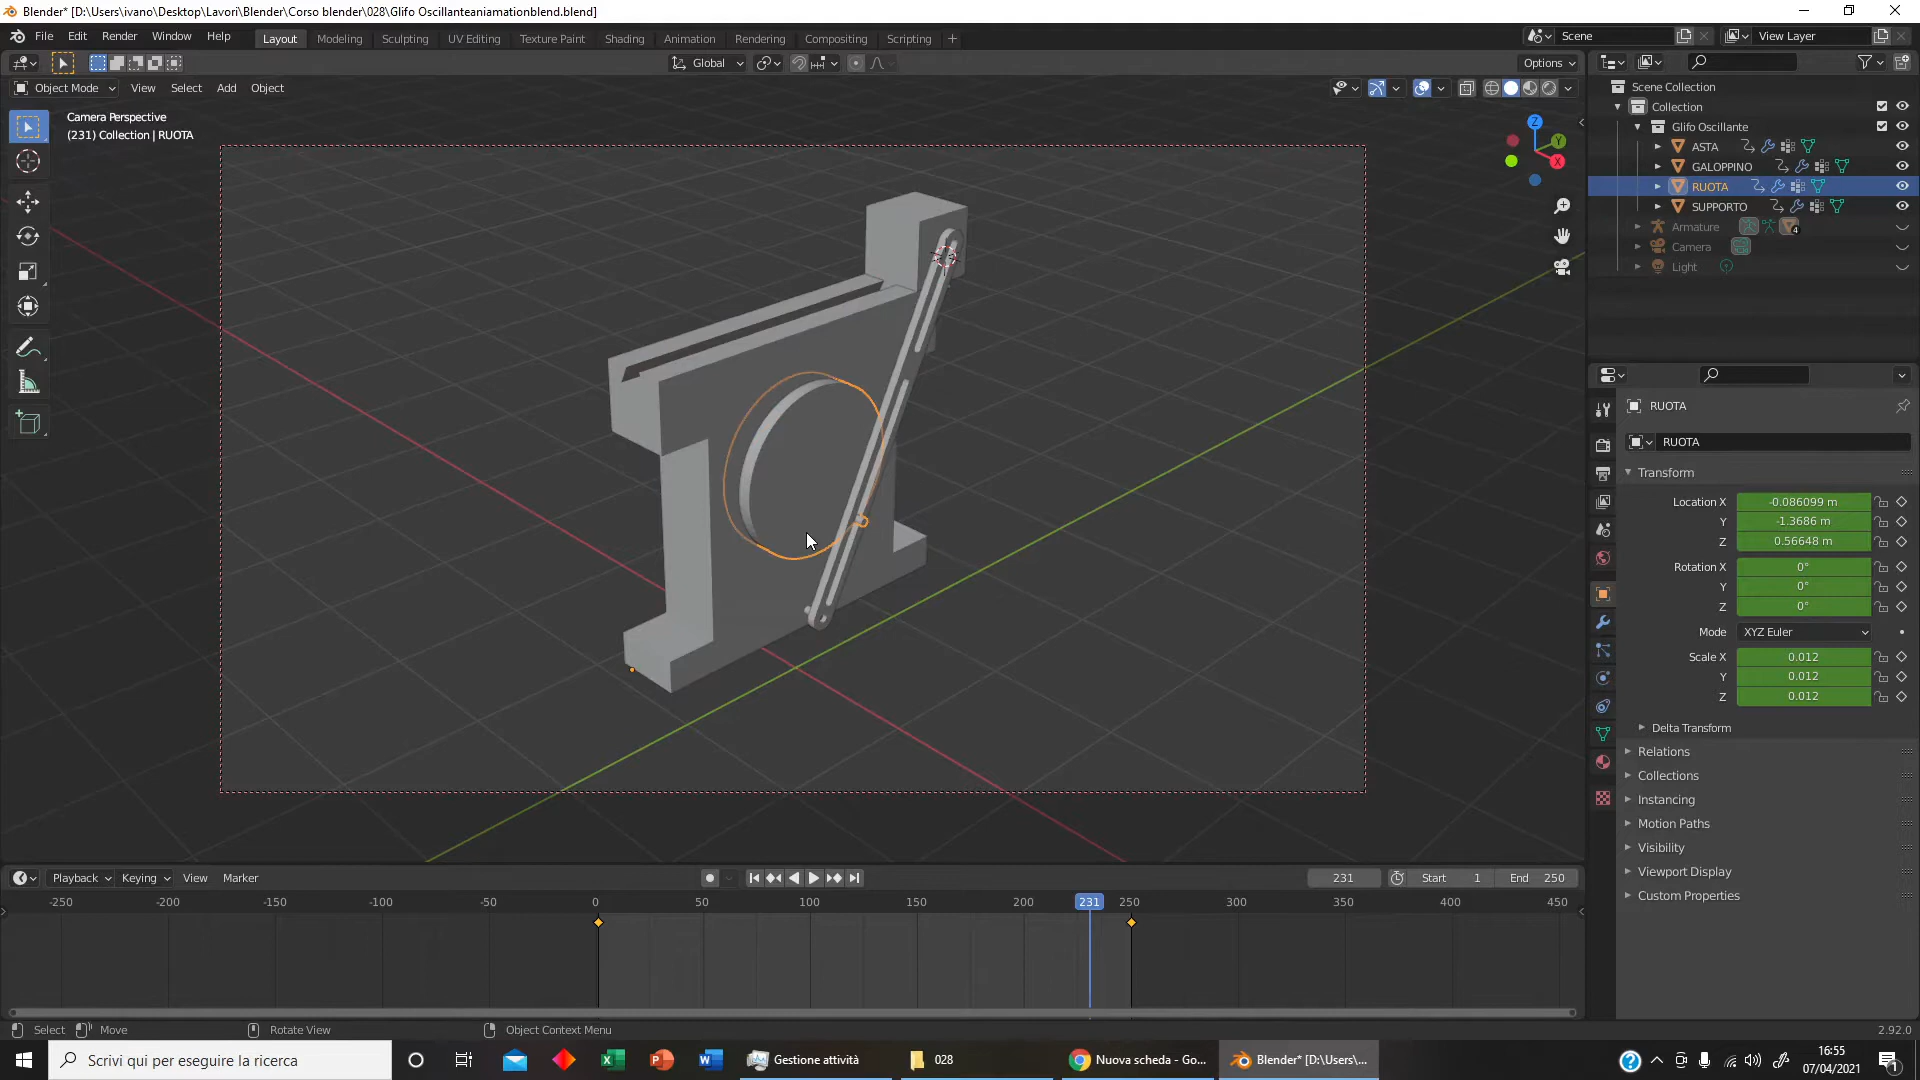 Blender* [D:\Users\ivano\Desktop\Lavori\Blender\Corso blender\028\Glifo Oscillanteaniamationblend.blend]
File Edit Render Window Help
Layout Modeling Sculpting UV Editing Texture Paint Shading Animation Rendering Compositing Scripting
Scene View Layer
Global Options
Object Mode View Select Add Object
Camera Perspective
(231) Collection | RUOTA
Z
Y
X
Scene Collection
Collection
Glifo Oscillante
ASTA
GALOPPINO
RUOTA
SUPPORTO
Armature 4
Camera
Light
RUOTA
RUOTA
Transform
Location X -0.086099 m
Y -1.3686 m
Z 0.56648 m
Rotation X 0°
Y 0°
Z 0°
Mode XYZ Euler
Scale X 0.012
Y 0.012
Z 0.012
Delta Transform
Relations
Collections
Instancing
Motion Paths
Visibility
Viewport Display
Custom Properties
Playback Keying View Marker
231 Start 1 End 250
-250 -200 -150 -100 -50 0 50 100 150 200 231 250 300 350 400 450
Select Move Rotate View Object Context Menu 2.92.0
Scrivi qui per eseguire la ricerca
Gestione attività
028
Nuova scheda - Go...
Blender* [D:\Users\...
16:55
07/04/2021
1